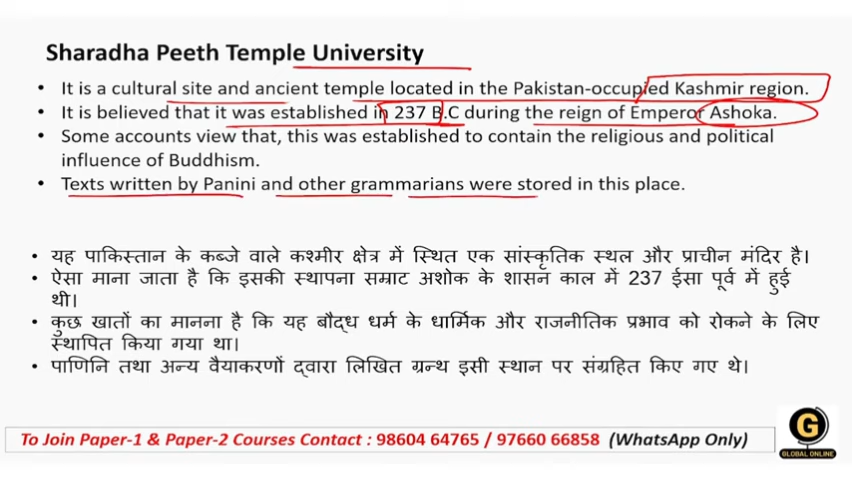 Sharadha Peeth Temple University
• It is a cultural site and ancient temple located in the Pakistan-occupied Kashmir region.
• It is believed that it was established in 237 B.C during the reign of Emperor Ashoka.
• Some accounts view that, this was established to contain the religious and political
influence of Buddhism.
• Texts written by Panini and other grammarians were stored in this place.
• यह पाकिस्तान के कब्जे वाले कश्मीर क्षेत्र में स्थित एक सांस्कृतिक स्थल और प्राचीन मंदिर है।
• ऐसा माना जाता है कि इसकी स्थापना सम्राट अशोक के शासन काल में 237 ईसा पूर्व में हुई
थी।
• कुछ खातों का मानना है कि यह बौद्ध धर्म के धार्मिक और राजनीतिक प्रभाव को रोकने के लिए
स्थापित किया गया था।
• पाणिनि तथा अन्य वैयाकरणों द्वारा लिखित ग्रन्थ इसी स्थान पर संग्रहित किए गए थे।
To Join Paper-1 & Paper-2 Courses Contact : 98604 64765 / 97660 66858 (WhatsApp Only)
G
GLOBAL ONLINE